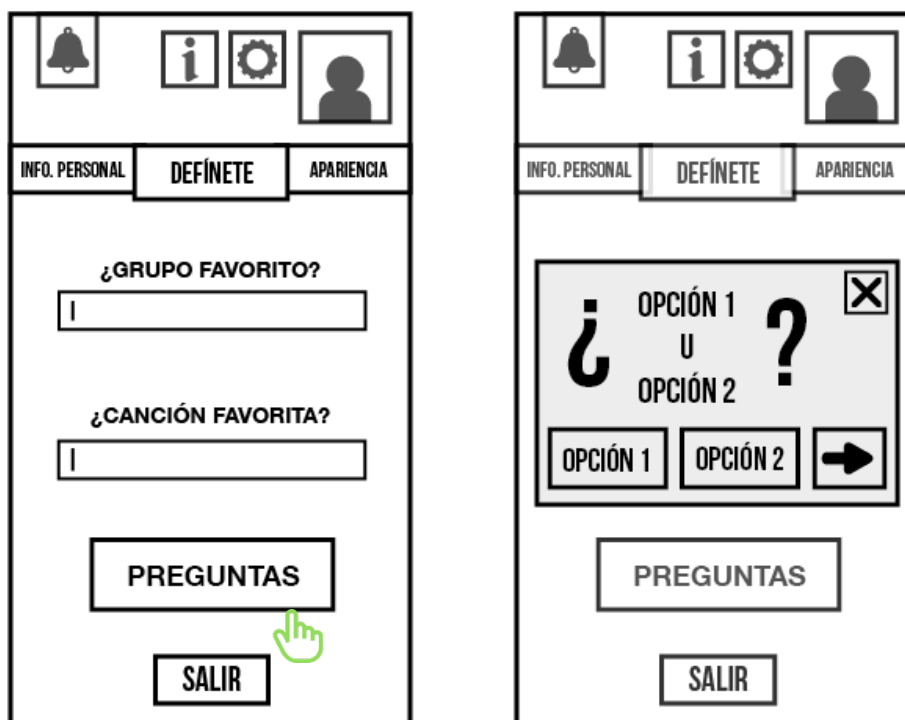 i
INFO. PERSONAL
DEFÍNETE
APARIENCIA
¿GRUPO FAVORITO?
¿CANCIÓN FAVORITA?
PREGUNTAS
SALIR
i
INFO. PERSONAL
DEFÍNETE
APARIENCIA
¿ OPCIÓN 1
U
OPCIÓN 2 ?
OPCIÓN 1
OPCIÓN 2
PREGUNTAS
SALIR